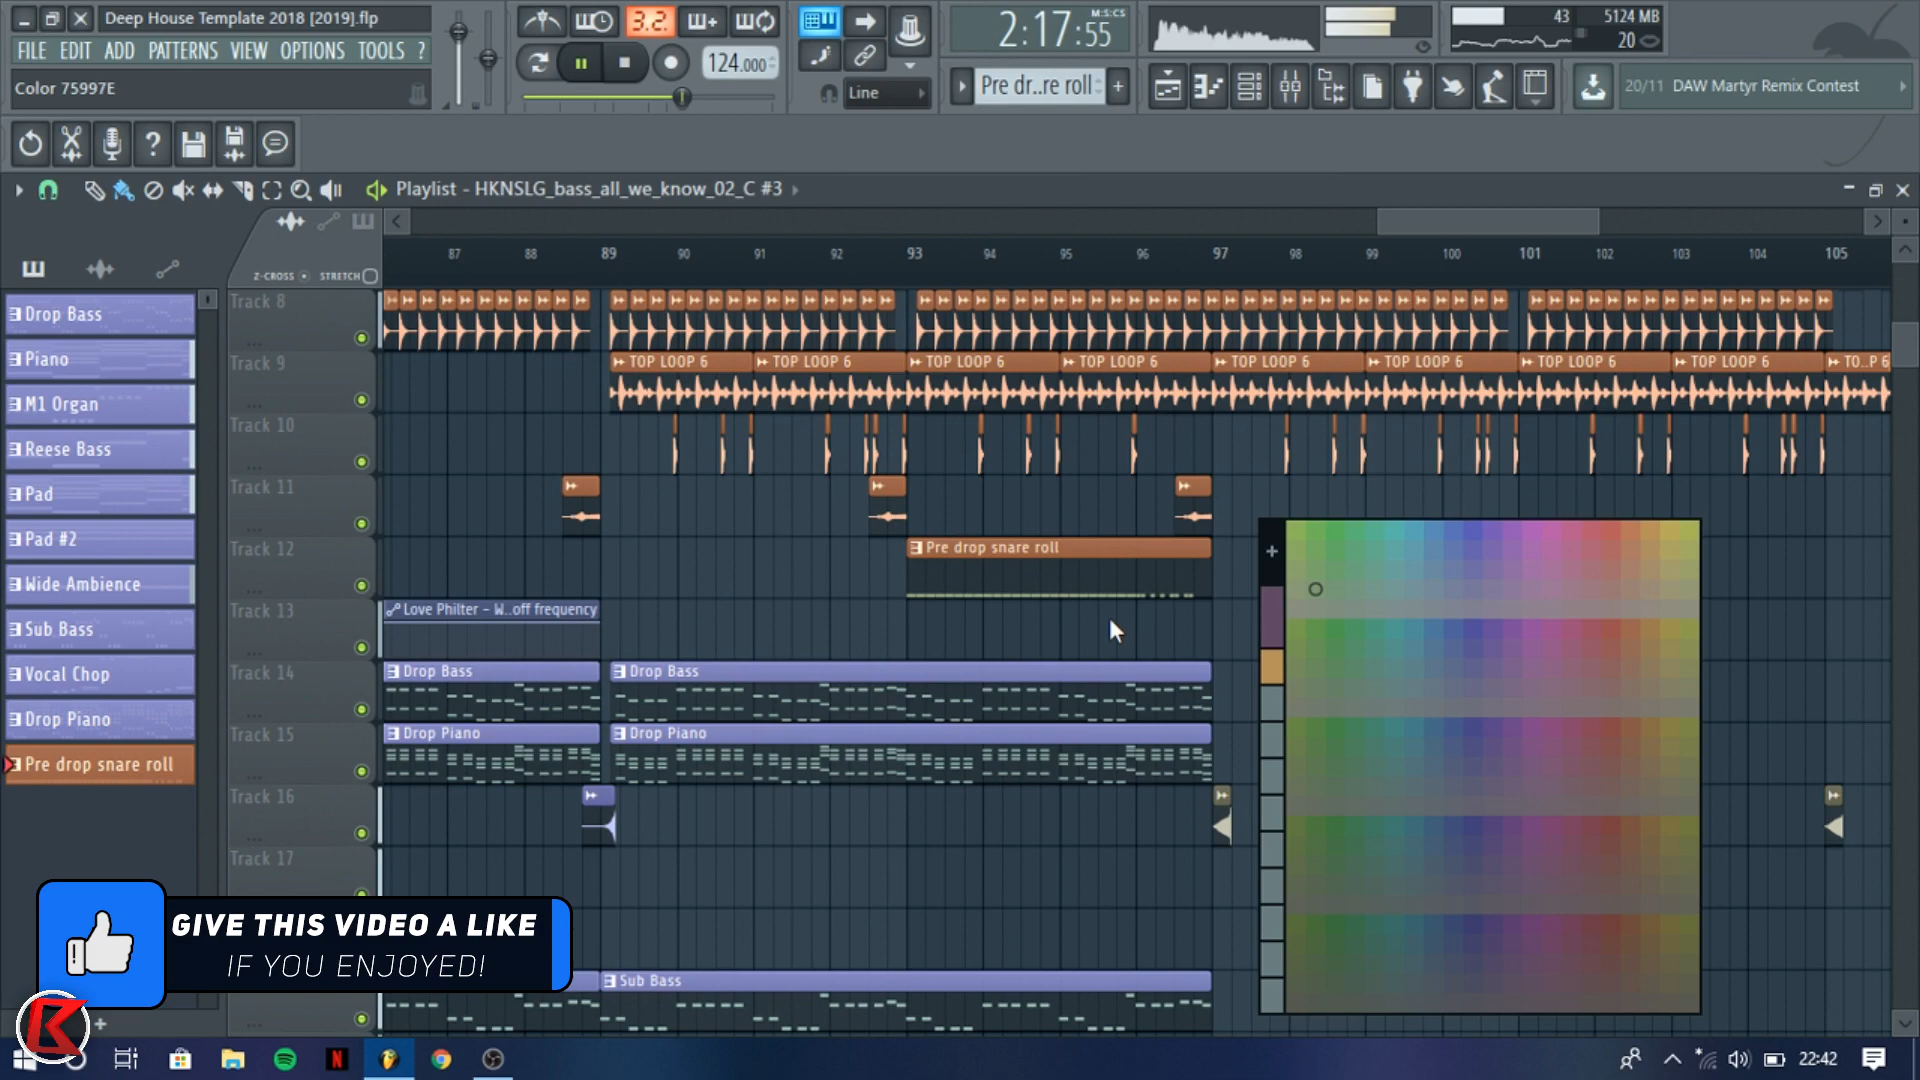 Deep House Template 2018 [2019].flp
FILE EDIT ADD PATTERNS VIEW OPTIONS TOOLS ?
Color 75997E
3.2.
124.000
Line
2:17:55
M:S:CS
Pre dr..re roll
43
5124 MB
20
20/11 DAW Martyr Remix Contest
Playlist - HKNSLG_bass_all_we_know_02_C #3
Z-CROSS STRETCH
87 88 89 90 91 92 93 94 95 96 97 98 99 100 101 102 103 104 105
Drop Bass
Piano
M1 Organ
Reese Bass
Pad
Pad #2
Wide Ambience
Sub Bass
Vocal Chop
Drop Piano
Pre drop snare roll
Track 8
Track 9
TOP LOOP 6 TOP LOOP 6 TOP LOOP 6 TOP LOOP 6 TOP LOOP 6 TOP LOOP 6 TOP LOOP 6 TOP LOOP 6 TO..P 6
Track 10
Track 11
Track 12
Pre drop snare roll
Track 13
Love Philter - W..off frequency
Track 14
Drop Bass Drop Bass
Track 15
Drop Piano Drop Piano
Track 16
Track 17
Sub Bass
GIVE THIS VIDEO A LIKE
IF YOU ENJOYED!
22:42